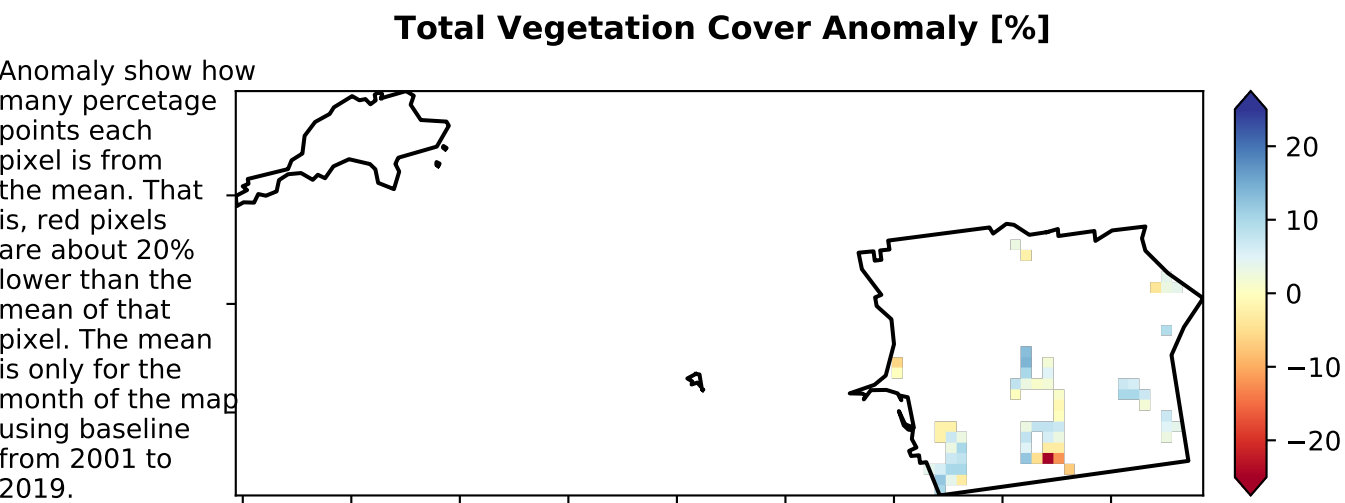 Total Vegetation Cover Anomaly [%]
Anomaly show how
many percetage
points each
pixel is from
the mean. That
is, red pixels
are about 20%
lower than the
mean of that
pixel. The mean
is only for the
month of the map
using baseline
from 2001 to
2019.
20
10
0
−10
−20